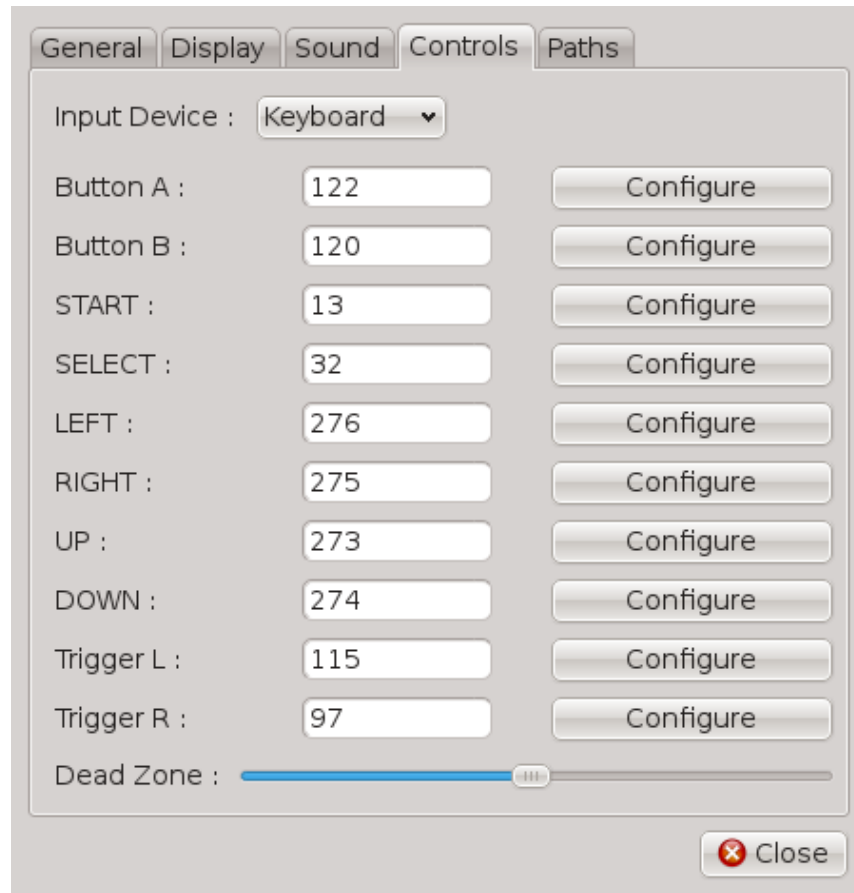 General Display Sound Controls Paths
Input Device : Keyboard
Button A : 122 Configure
Button B : 120 Configure
START : 13 Configure
SELECT : 32 Configure
LEFT : 276 Configure
RIGHT : 275 Configure
UP : 273 Configure
DOWN : 274 Configure
Trigger L : 115 Configure
Trigger R : 97 Configure
Dead Zone :
Close